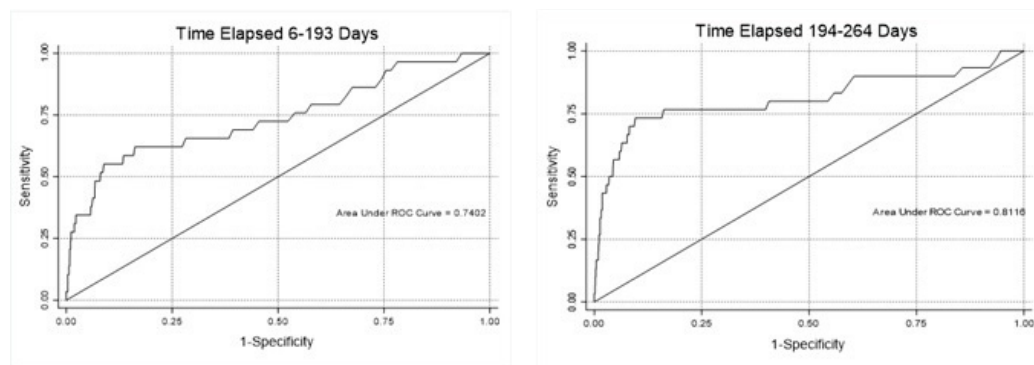 Time Elapsed 6-193 Days
1.00
0.75
0.50
0.25
0.00
Sensitivity
Area Under ROC Curve = 0.7402
0.00 0.25 0.50 0.75 1.00
1-Specificity
Time Elapsed 194-264 Days
1.00
0.75
0.50
0.25
0.00
Sensitivity
Area Under ROC Curve = 0.8116
0.00 0.25 0.50 0.75 1.00
1-Specificity